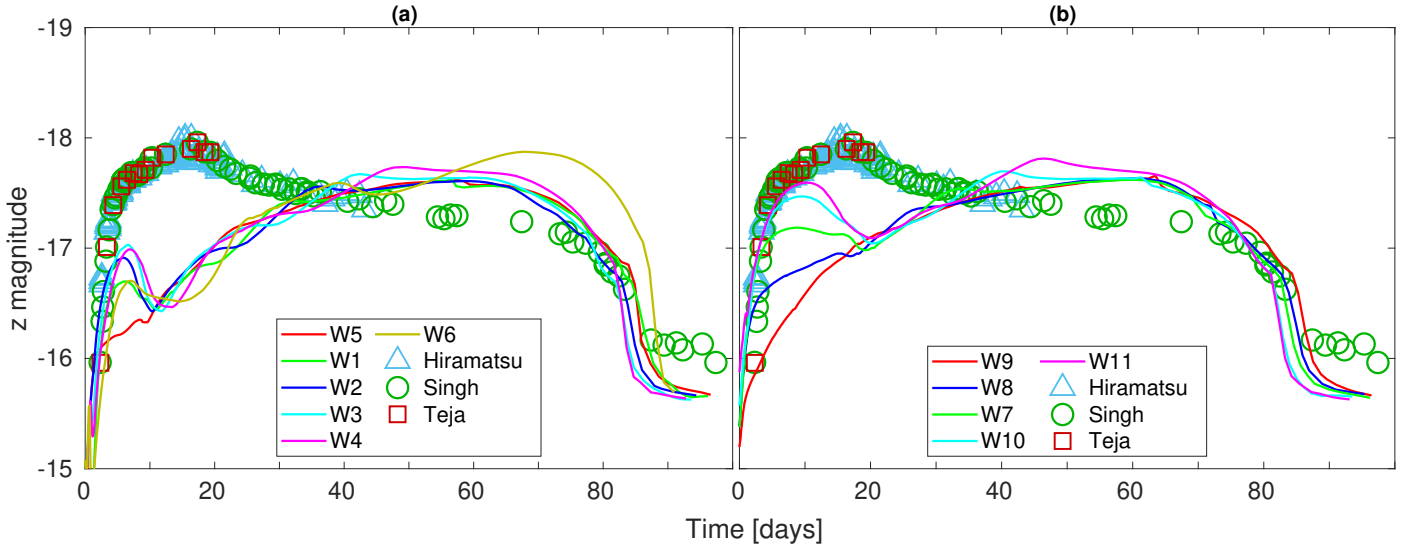 (a) (b)
-19
-18
-17
-16
-15
z magnitude
W5 W6
W1 Hiramatsu
W2 Singh
W3 Teja
W4
W9 W11
W8 Hiramatsu
W7 Singh
W10 Teja
0 20 40 60 80 0 20 40 60 80
Time [days]